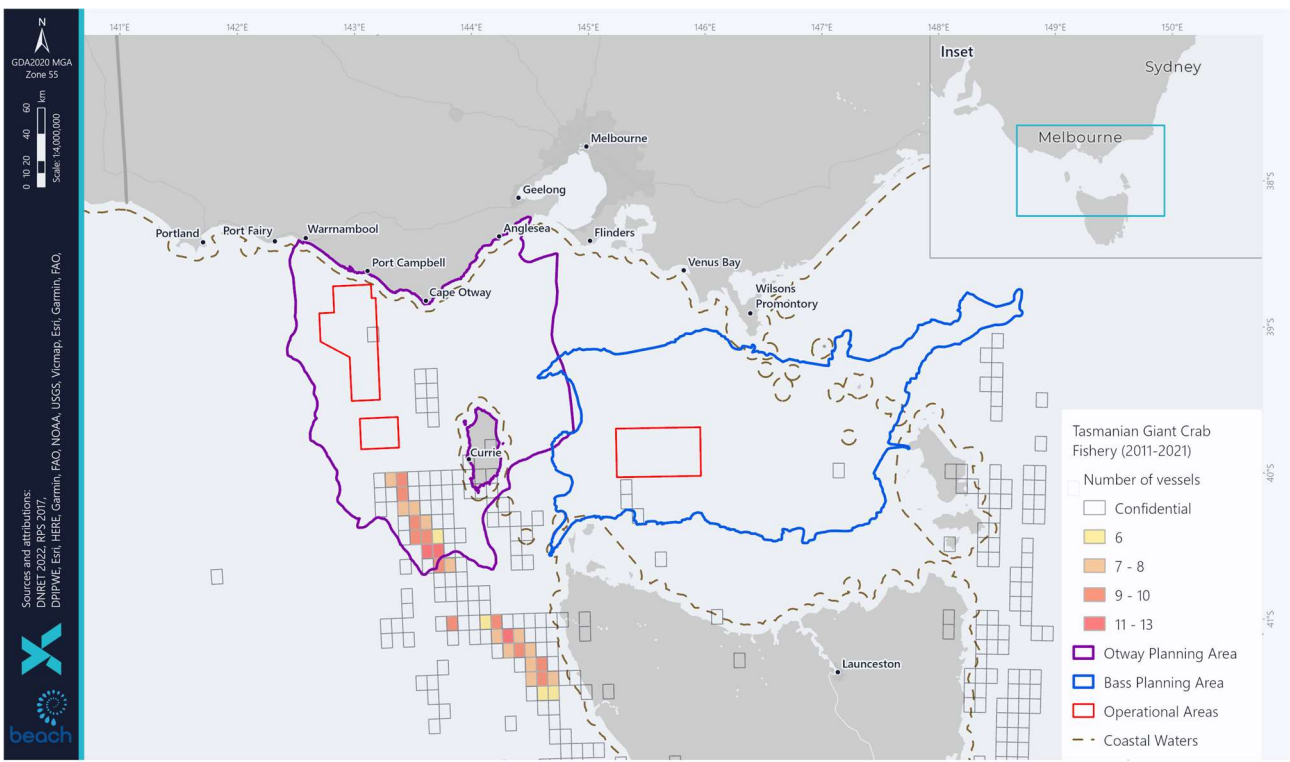 141°E 142°E 143°E 144°E 145°E 146°E 147°E 148°E 149°E 150°E
N
GDA2020 MGA
Zone 55
0 10 20 40 60 km
Scale: 1:4,000,000
Sources and attributions:
DNRET 2022, RRPS 2017,
DPIPWE, Esri, HERE, Garmin, FAO, NOAA, USGS, Vicmap, Esri, Garmin, FAO,
beach
Inset
Sydney
Melbourne
38°S
39°S
40°S
41°S
Melbourne
Geelong
Portland
Port Fairy
Warrnambool
Anglesea
Flinders
Port Campbell
Venus Bay
Cape Otway
Wilsons
Promontory
Currie
Launceston
Tasmanian Giant Crab
Fishery (2011-2021)
Number of vessels
Confidential
6
7 - 8
9 - 10
11 - 13
Otway Planning Area
Bass Planning Area
Operational Areas
Coastal Waters